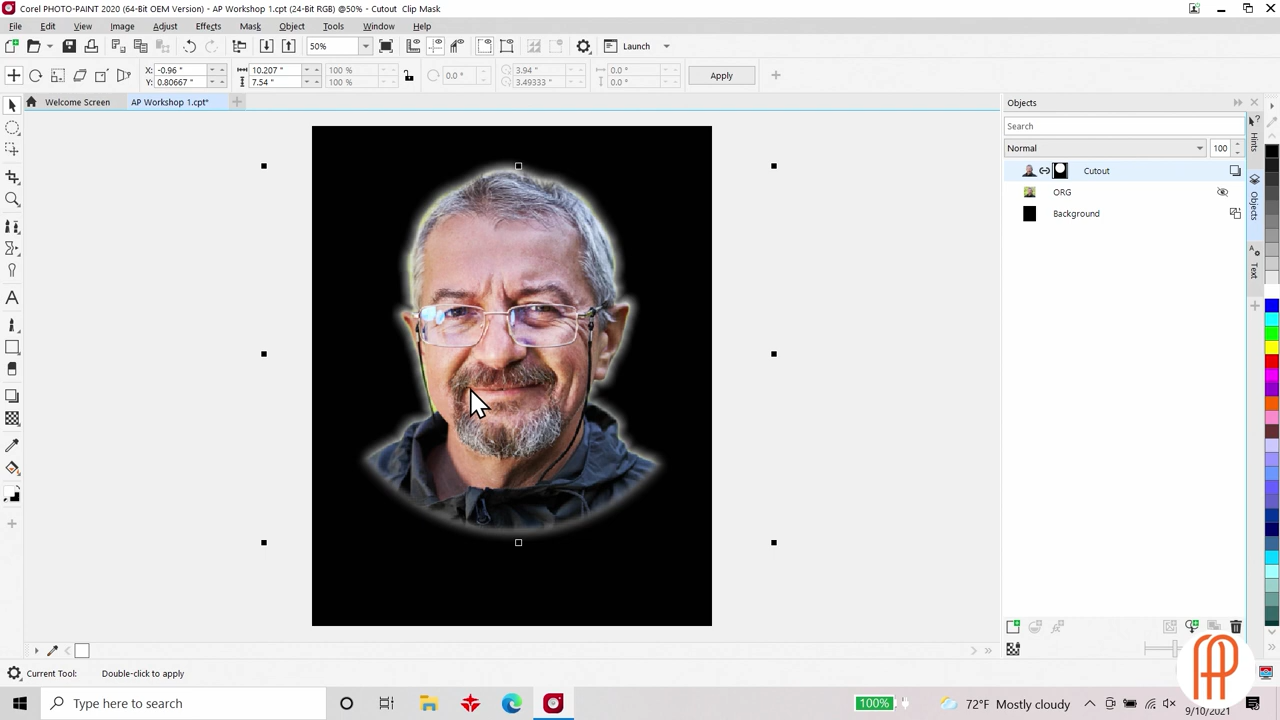 Corel PHOTO-PAINT 2020 (64-Bit OEM Version) - AP Workshop 1.cpt (24-Bit RGB) @50% - Cutout Clip Mask
File Edit View Image Adjust Effects Mask Object Tools Window Help
50% Launch
X: -0.96 " 10.207 " 100 % 0.0 ° 3.94 " 0.0 ° Apply
Y: 0.80667 " 7.54 " 100 % 3.49333 " 0.0 °
Welcome Screen AP Workshop 1.cpt* Objects
Search
Normal 100
Hints
Cutout
ORG
Objects
Background
Text
Current Tool: Double-click to apply
Type here to search 100% 72°F Mostly cloudy
9/10/2021